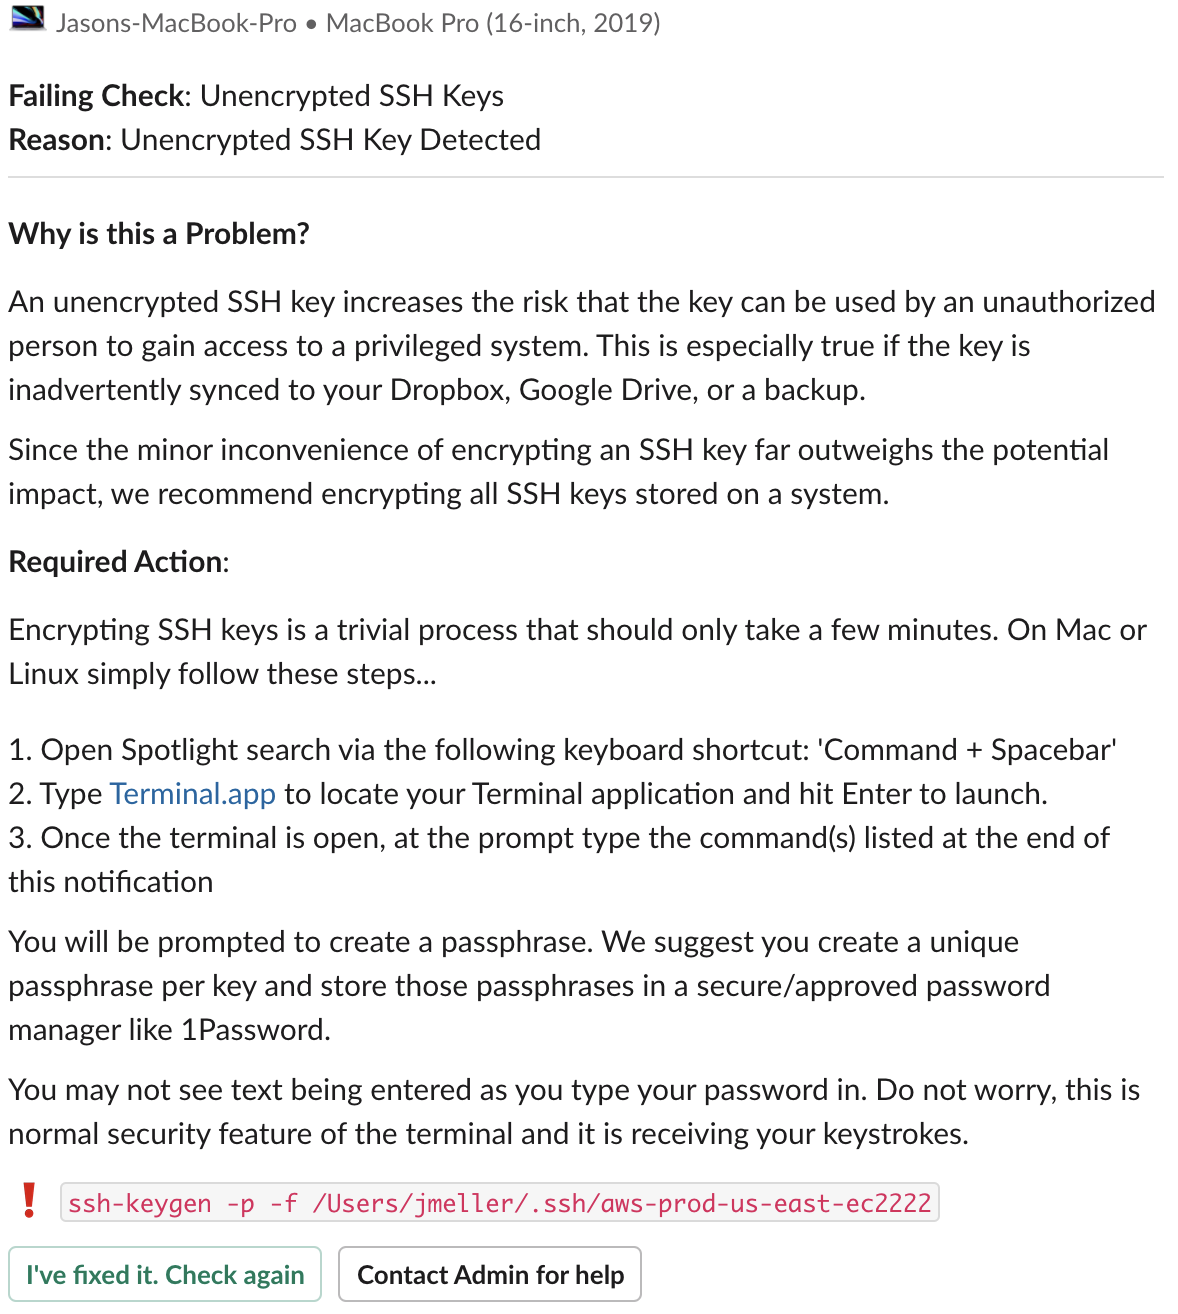 Jasons-MacBook-Pro • MacBook Pro (16-inch, 2019)
Failing Check: Unencrypted SSH Keys
Reason: Unencrypted SSH Key Detected
Why is this a Problem?
An unencrypted SSH key increases the risk that the key can be used by an unauthorized
person to gain access to a privileged system. This is especially true if the key is
inadvertently synced to your Dropbox, Google Drive, or a backup.
Since the minor inconvenience of encrypting an SSH key far outweighs the potential
impact, we recommend encrypting all SSH keys stored on a system.
Required Action:
Encrypting SSH keys is a trivial process that should only take a few minutes. On Mac or
Linux simply follow these steps...
1. Open Spotlight search via the following keyboard shortcut: 'Command + Spacebar'
2. Type Terminal.app to locate your Terminal application and hit Enter to launch.
3. Once the terminal is open, at the prompt type the command(s) listed at the end of
this notification
You will be prompted to create a passphrase. We suggest you create a unique
passphrase per key and store those passphrases in a secure/approved password
manager like 1Password.
You may not see text being entered as you type your password in. Do not worry, this is
normal security feature of the terminal and it is receiving your keystrokes.
❗ ssh-keygen -p -f /Users/jmeller/.ssh/aws-prod-us-east-ec2222
I've fixed it. Check again
Contact Admin for help